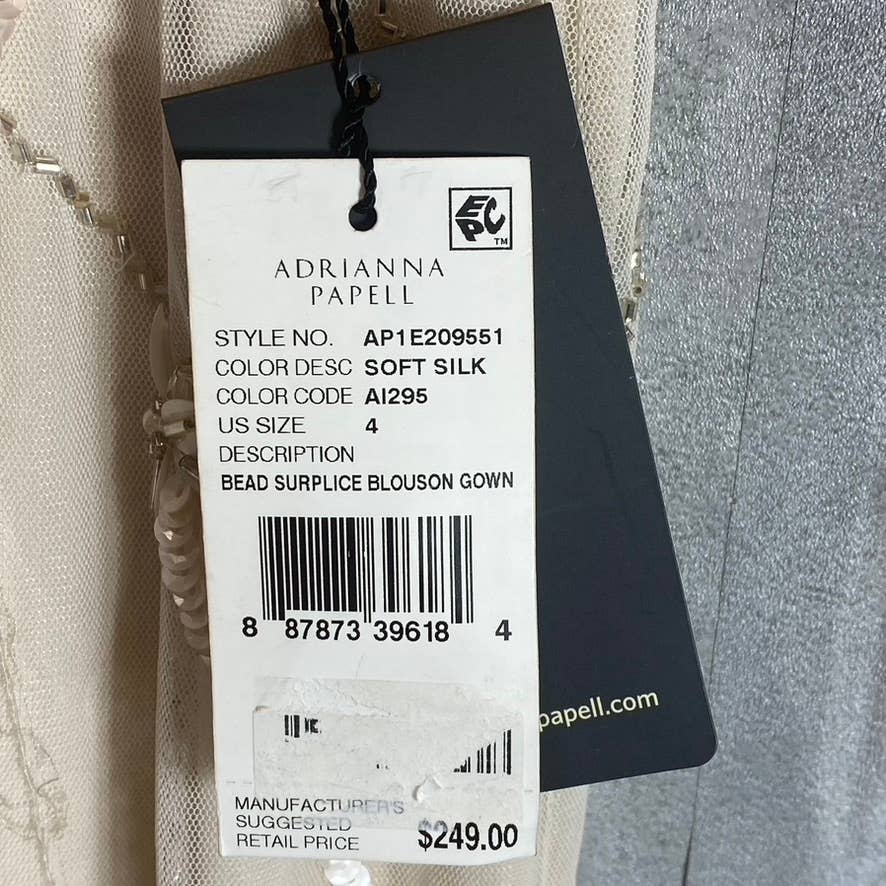 EPC TM
ADRIANNA
PAPELL
STYLE NO. AP1E209551
COLOR DESC SOFT SILK
COLOR CODE AI295
US SIZE 4
DESCRIPTION
BEAD SURPLICE BLOUSON GOWN
8 87873 39618 4
papell.com
MANUFACTURER'S
SUGGESTED
RETAIL PRICE $249.00